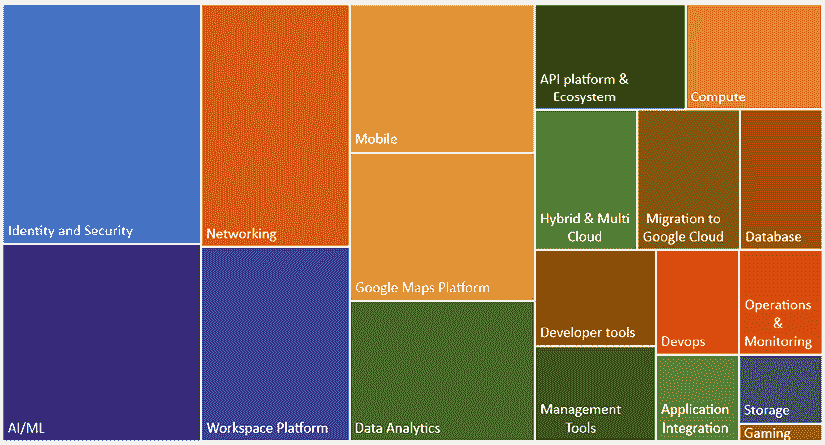 Identity and Security
AI/ML
Networking
Workspace Platform
Mobile
Google Maps Platform
Data Analytics
API platform &
Ecosystem
Compute
Hybrid & Multi
Cloud
Migration to
Google Cloud
Database
Developer tools
Devops
Operations
&
Monitoring
Management
Tools
Application
Integration
Storage
Gaming